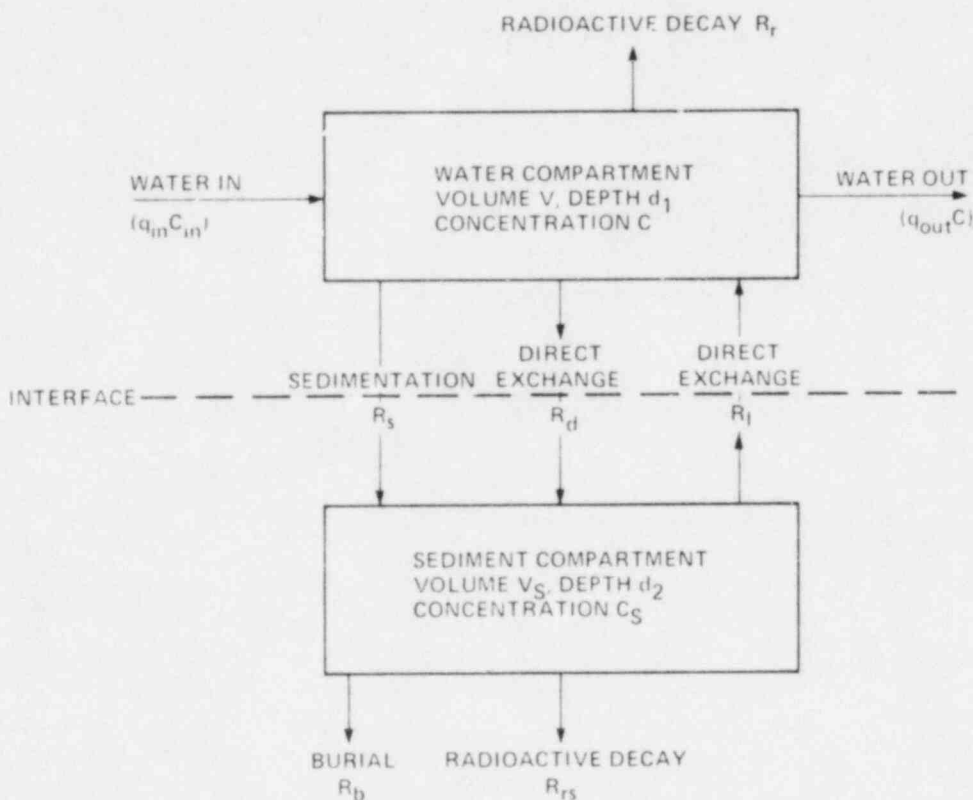 RADIOACTIVE DECAY Rr
WATER IN
(qinCin)
WATER COMPARTMENT
VOLUME V, DEPTH d1
CONCENTRATION C
WATER OUT
(qoutC)
SEDIMENTATION
Rs
DIRECT
EXCHANGE
Rd
DIRECT
EXCHANGE
R1
INTERFACE
SEDIMENT COMPARTMENT
VOLUME VS, DEPTH d2
CONCENTRATION CS
BURIAL
Rb
RADIOACTIVE DECAY
Rrs